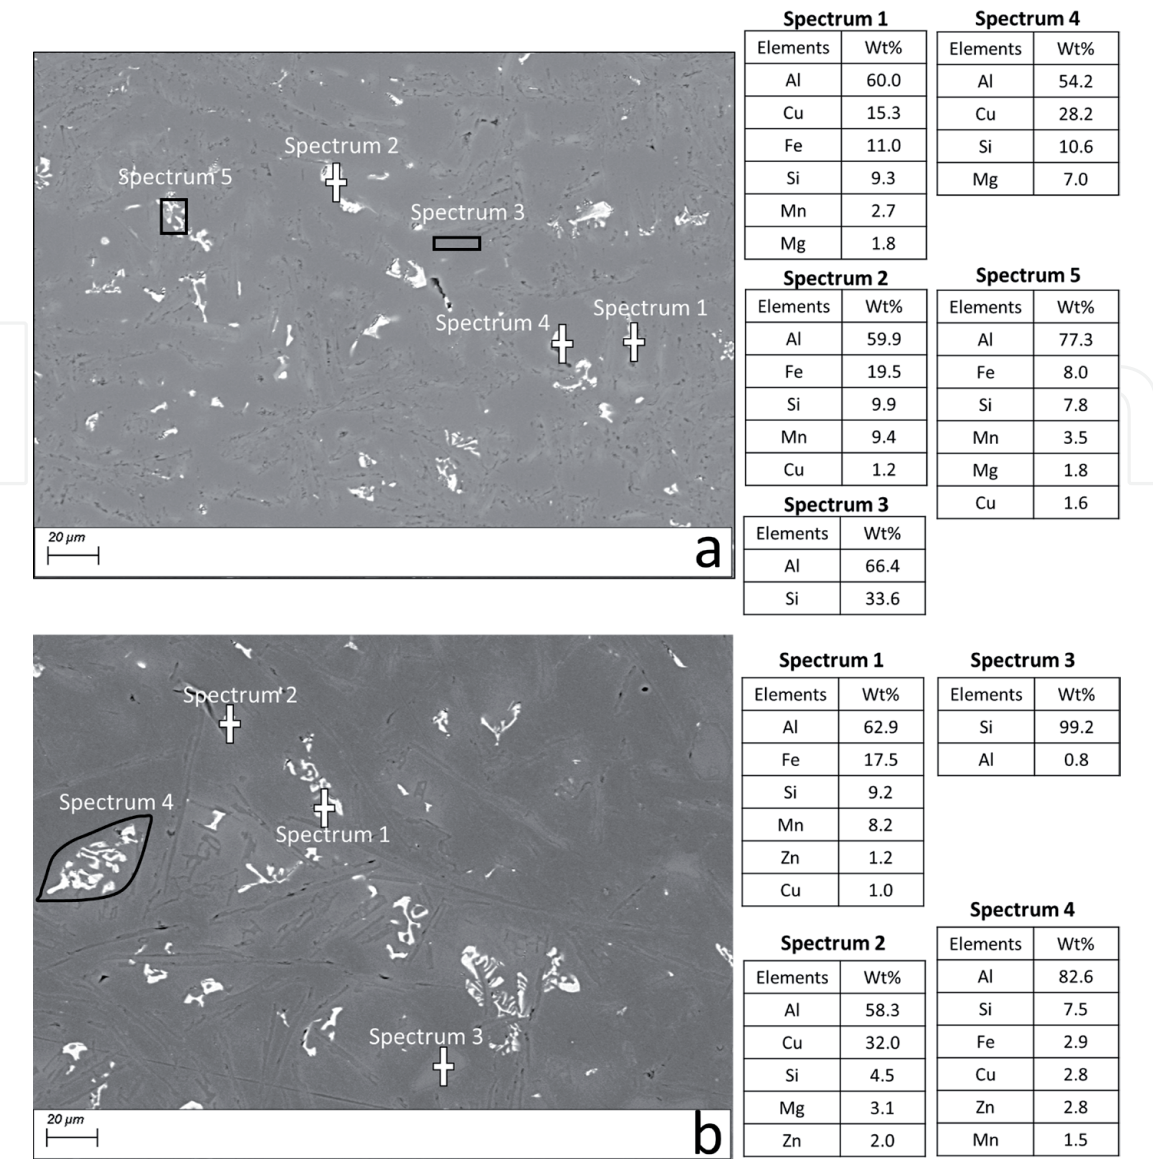 Spectrum 2
Spectrum 5
Spectrum 3
Spectrum 1
Spectrum 4
20 µm
a
Spectrum 1
Elements Wt%
Al 60.0
Cu 15.3
Fe 11.0
Si 9.3
Mn 2.7
Mg 1.8
Spectrum 4
Elements Wt%
Al 54.2
Cu 28.2
Si 10.6
Mg 7.0
Spectrum 2
Elements Wt%
Al 59.9
Fe 19.5
Si 9.9
Mn 9.4
Cu 1.2
Spectrum 5
Elements Wt%
Al 77.3
Fe 8.0
Si 7.8
Mn 3.5
Mg 1.8
Cu 1.6
Spectrum 3
Elements Wt%
Al 66.4
Si 33.6
Spectrum 2
Spectrum 4
Spectrum 1
Spectrum 3
20 µm
b
Spectrum 1
Elements Wt%
Al 62.9
Fe 17.5
Si 9.2
Mn 8.2
Zn 1.2
Cu 1.0
Spectrum 3
Elements Wt%
Si 99.2
Al 0.8
Spectrum 2
Elements Wt%
Al 58.3
Cu 32.0
Si 4.5
Mg 3.1
Zn 2.0
Spectrum 4
Elements Wt%
Al 82.6
Si 7.5
Fe 2.9
Cu 2.8
Zn 2.8
Mn 1.5